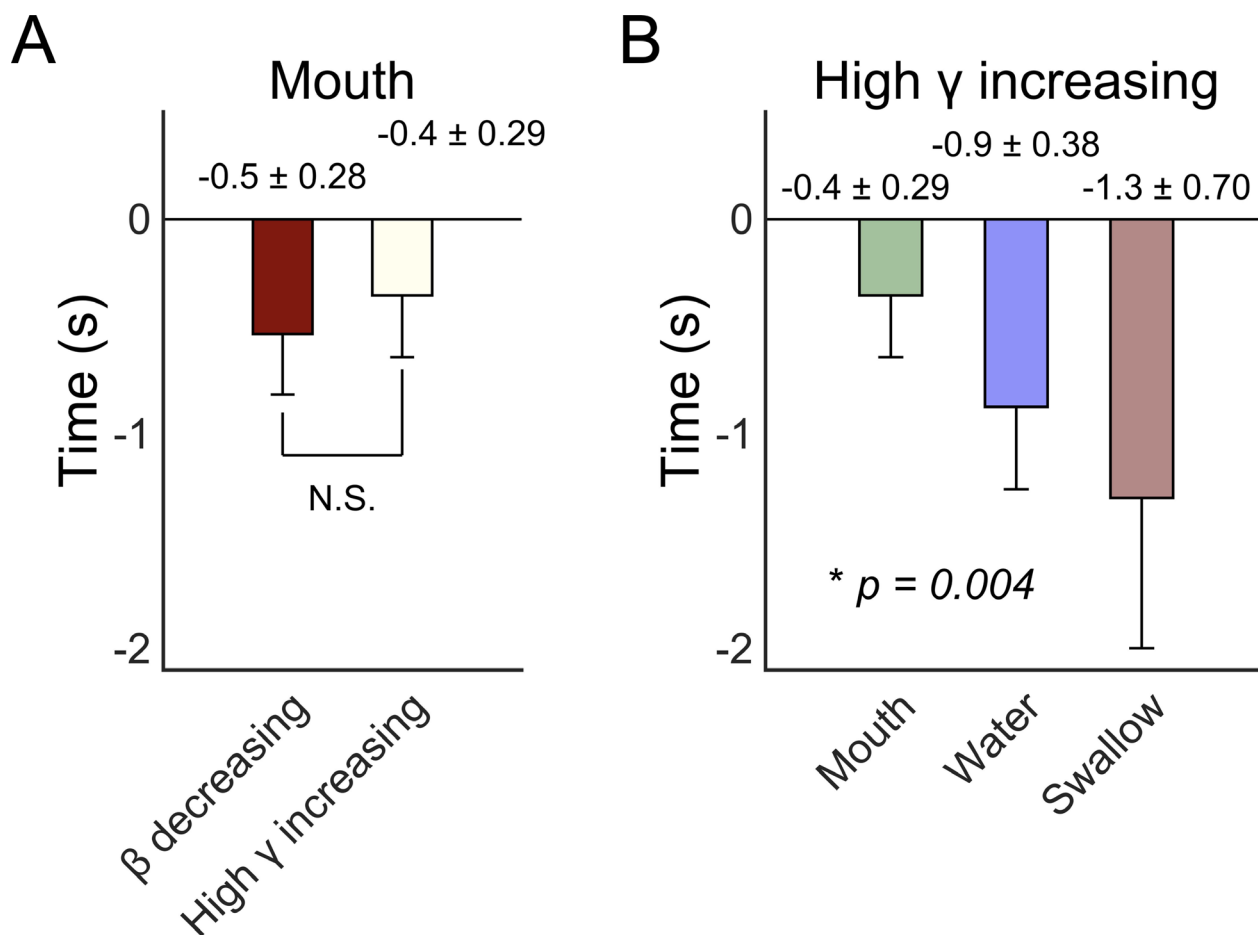 A
Mouth
-0.4 ± 0.29
-0.5 ± 0.28
0
-1
-2
Time (s)
N.S.
β decreasing
High γ increasing
B
High γ increasing
-0.9 ± 0.38
-0.4 ± 0.29
-1.3 ± 0.70
0
-1
-2
Time (s)
* p = 0.004
Mouth
Water
Swallow